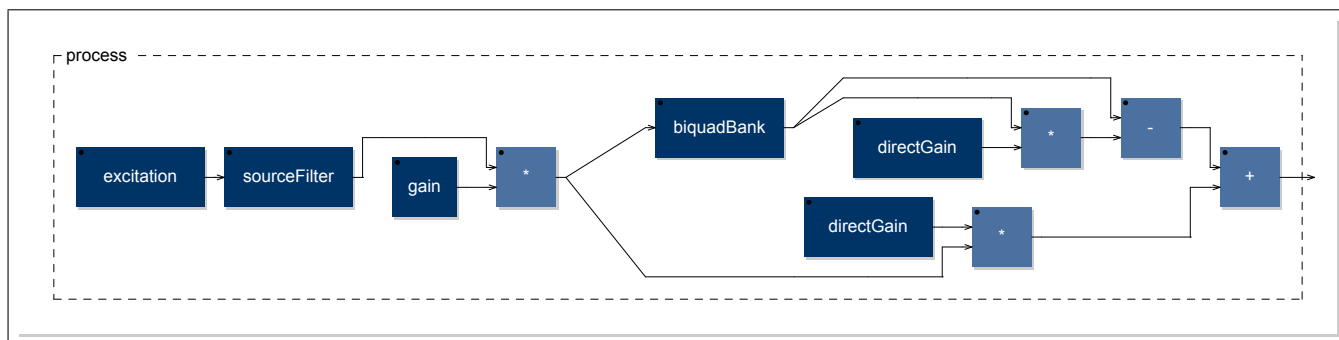 process
excitation
sourceFilter
gain
*
biquadBank
directGain
*
-
+
directGain
*